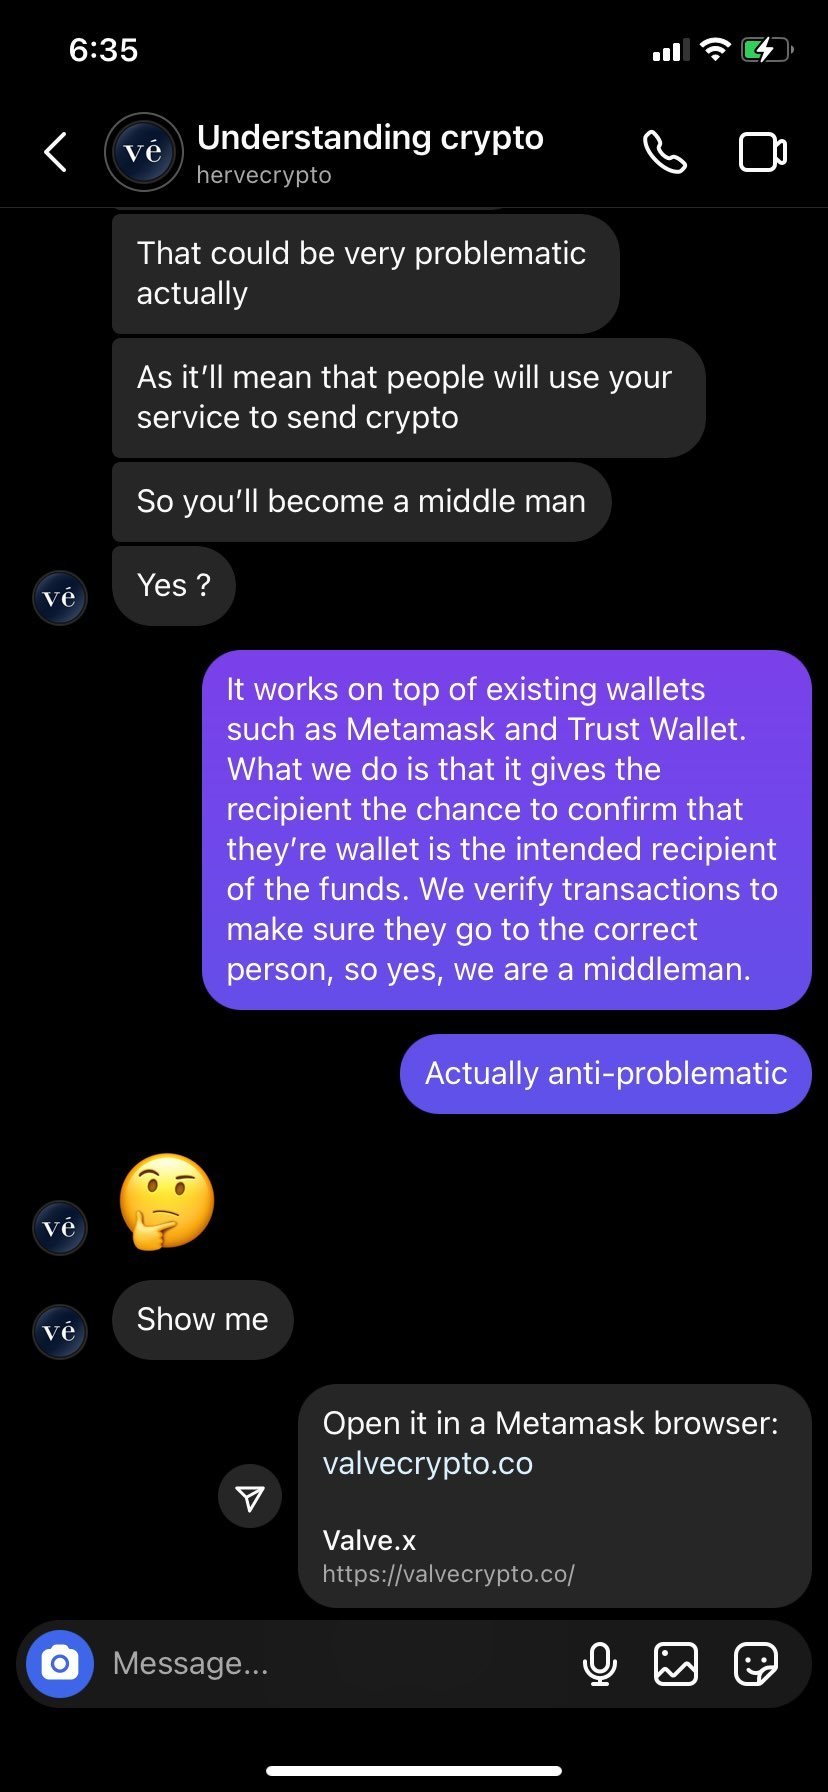 6:35
vé
Understanding crypto
hervecrypto
That could be very problematic
actually
As it’ll mean that people will use your
service to send crypto
So you’ll become a middle man
Yes ?
vé
It works on top of existing wallets
such as Metamask and Trust Wallet.
What we do is that it gives the
recipient the chance to confirm that
they’re wallet is the intended recipient
of the funds. We verify transactions to
make sure they go to the correct
person, so yes, we are a middleman.
Actually anti-problematic
vé
Show me
vé
Open it in a Metamask browser:
valvecrypto.co
Valve.x
https://valvecrypto.co/
Message...